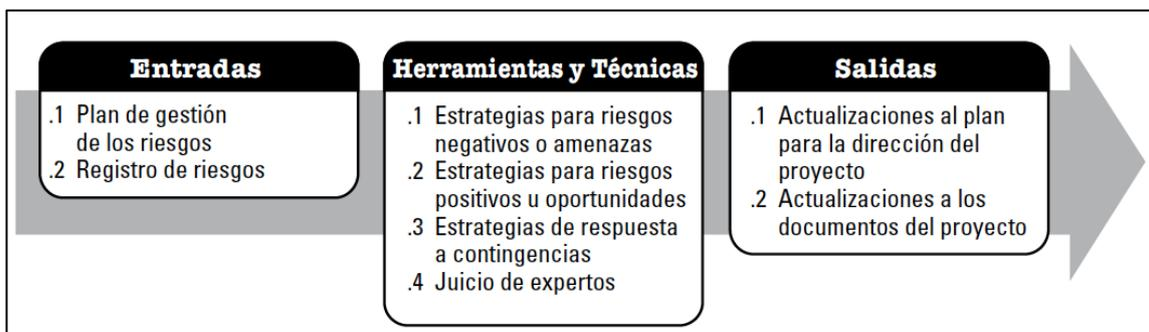 Entradas
.1 Plan de gestión
de los riesgos
.2 Registro de riesgos
Herramientas y Técnicas
.1 Estrategias para riesgos
negativos o amenazas
.2 Estrategias para riesgos
positivos u oportunidades
.3 Estrategias de respuesta
a contingencias
.4 Juicio de expertos
Salidas
.1 Actualizaciones al plan
para la dirección del
proyecto
.2 Actualizaciones a los
documentos del proyecto